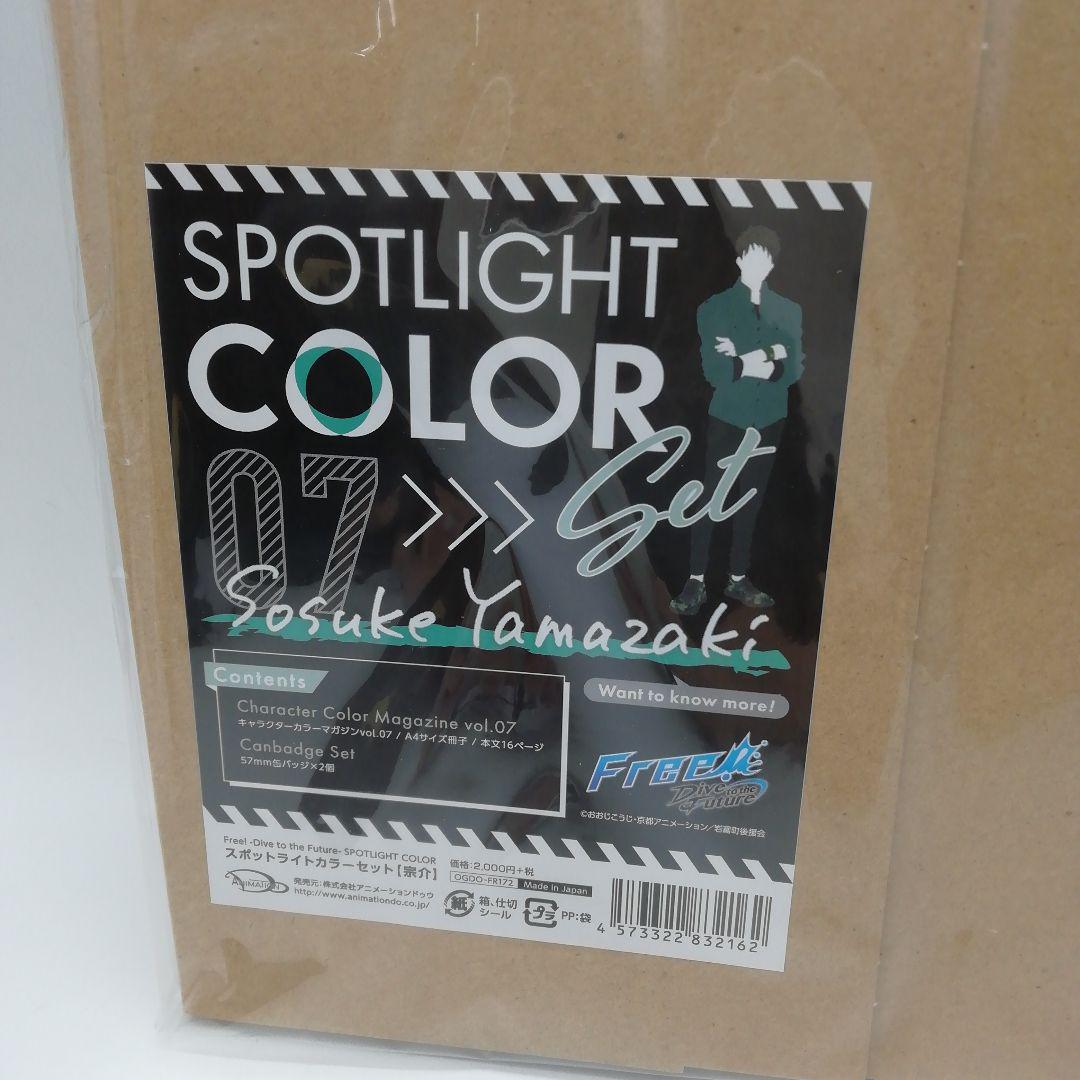 SPOTLIGHT
COLOR
Set
07
Sosuke Yamazaki
Contents
Character Color Magazine vol.07
キャラクターカラーマガジンvol.07 / A4サイズ冊子 / 本文16ページ
Canbadge Set
57mm缶バッジ×2個
Want to know more!
Free!
Dive to the Future
©おおじこうじ・京都アニメーション/岩鳶町後援会
Free! -Dive to the Future- SPOTLIGHT COLOR
スポットライトカラーセット【宗介】
価格:2,000円+税
OGDO-FR172 Made in Japan
ANIMATION
発売元:株式会社アニメーションドゥウ
http://www.animationdo.co.jp/
紙 箱、仕切
シール
プラ PP:袋
4 573322 832162